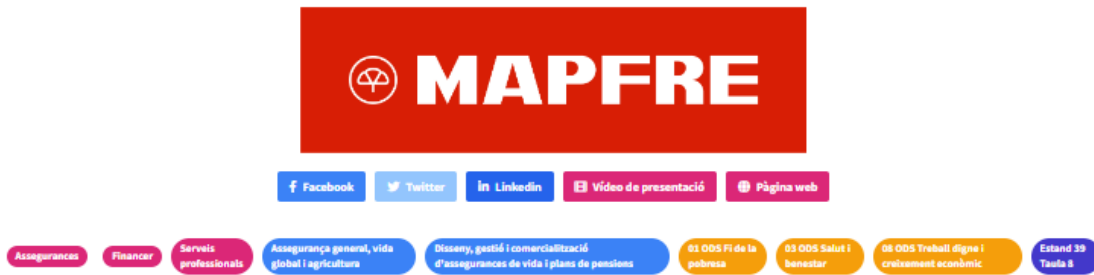 MAPFRE
Facebook Twitter Linkedin Vídeo de presentació Pàgina web
Assegurances Financer Serveis professionals Assegurança general, vida global i agricultura Disseny, gestió i comercialització d'assegurances de vida i plans de pensions 01 ODS Fi de la pobresa 03 ODS Salut i benestar 08 ODS Treball digne i creixement econòmic Estand 39 Taula 8